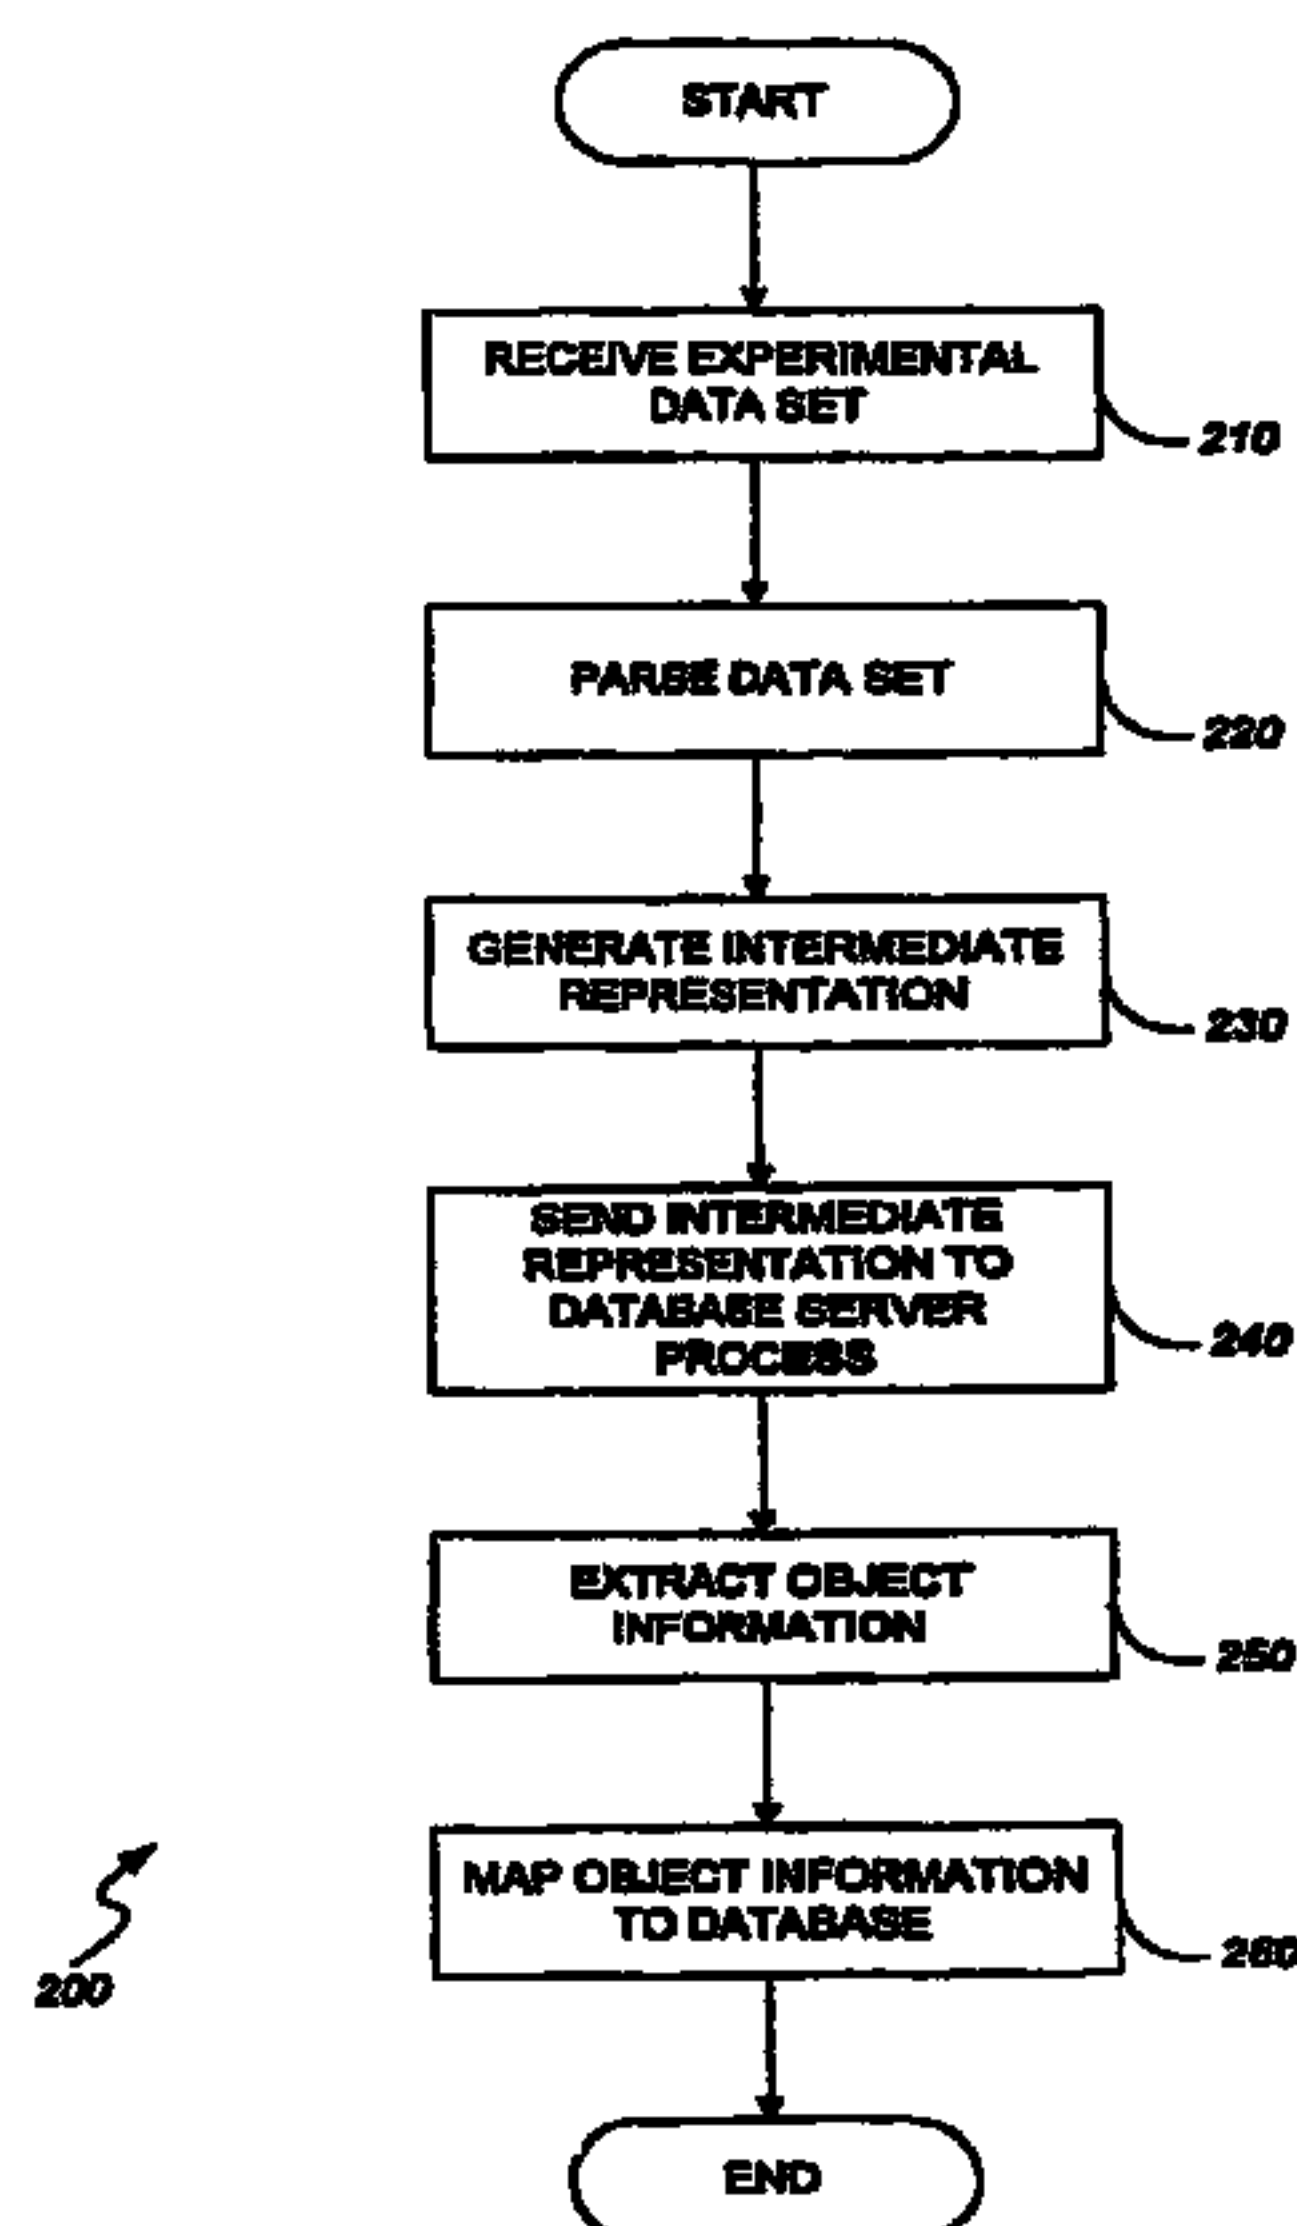 START
RECEIVE EXPERIMENTAL
DATA SET
210
PARSE DATA SET
220
GENERATE INTERMEDIATE
REPRESENTATION
230
SEND INTERMEDIATE
REPRESENTATION TO
DATABASE SERVER
PROCESS
240
EXTRACT OBJECT
INFORMATION
250
MAP OBJECT INFORMATION
TO DATABASE
260
200
END